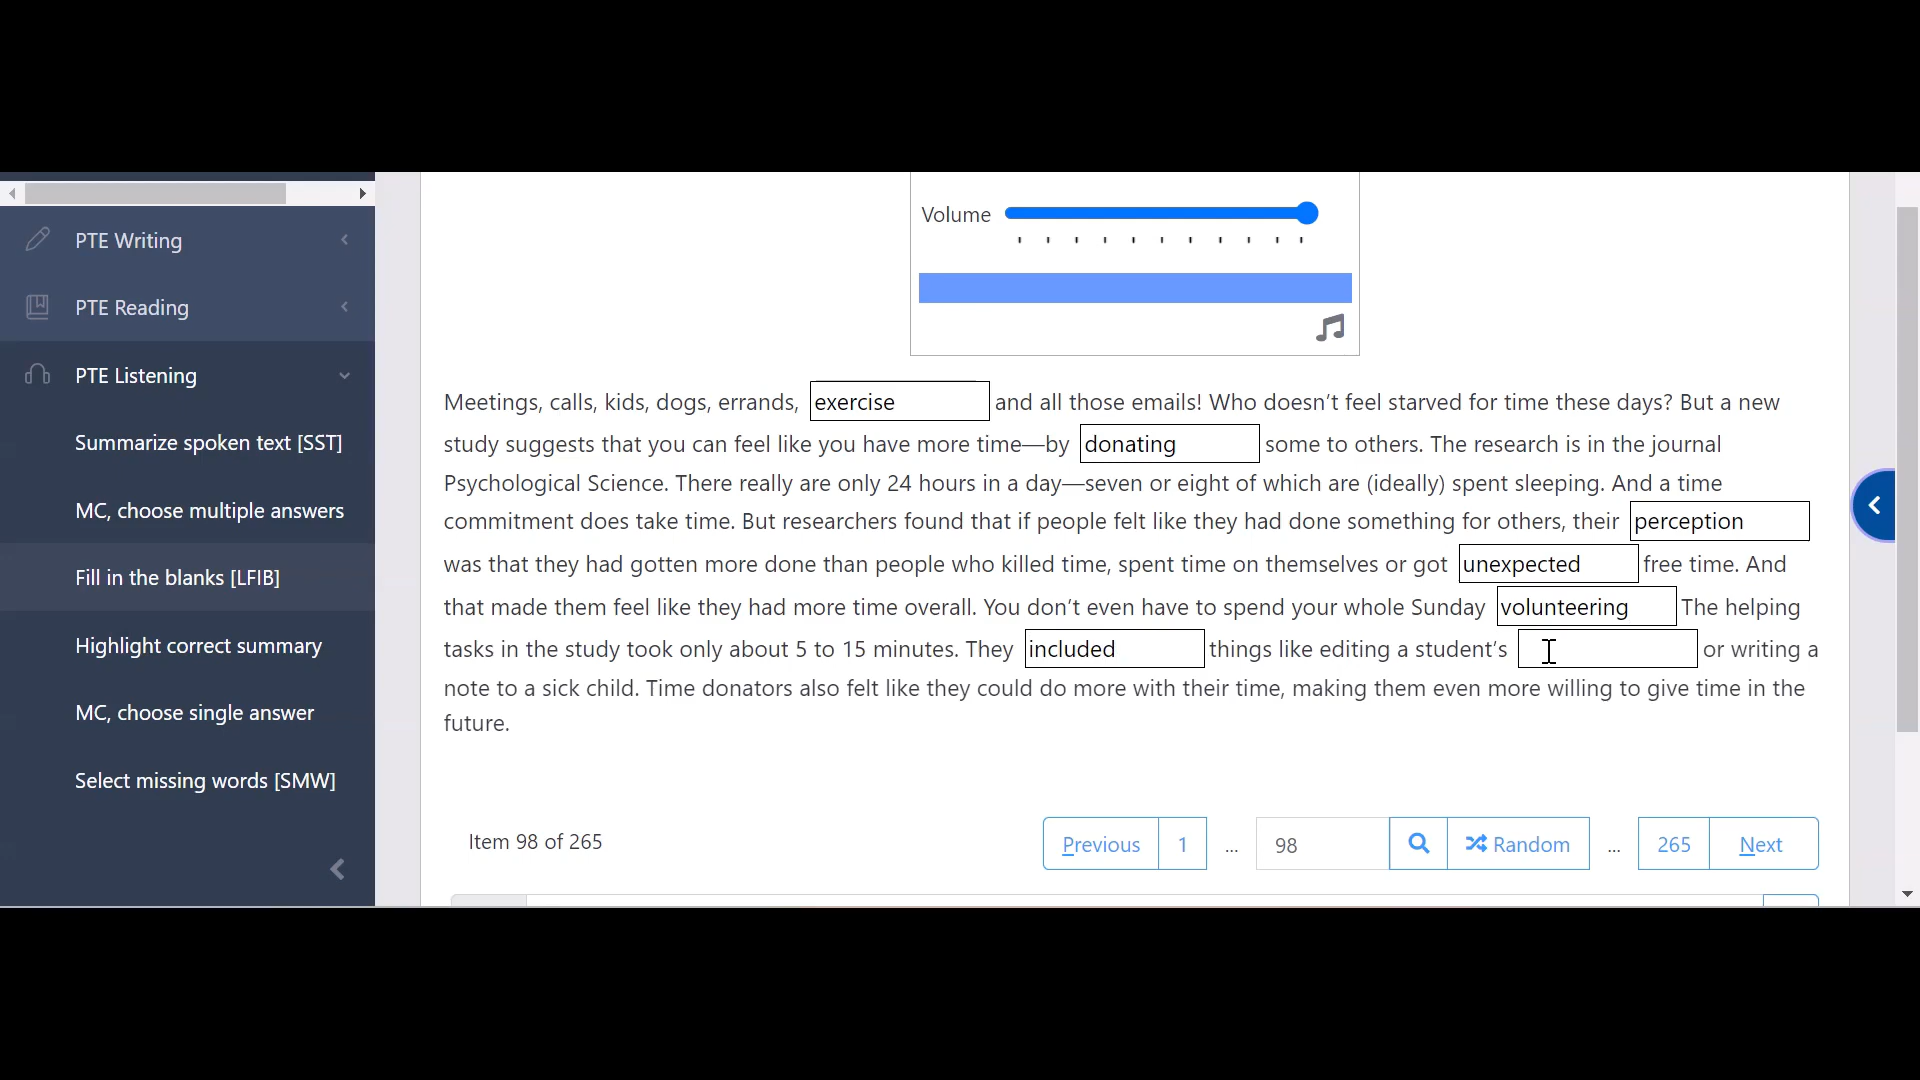 Volume
PTE Writing
PTE Reading
PTE Listening
Summarize spoken text [SST]
MC, choose multiple answers
Fill in the blanks [LFIB]
Highlight correct summary
MC, choose single answer
Select missing words [SMW]
Meetings, calls, kids, dogs, errands, exercise and all those emails! Who doesn’t feel starved for time these days? But a new
study suggests that you can feel like you have more time—by donating some to others. The research is in the journal
Psychological Science. There really are only 24 hours in a day—seven or eight of which are (ideally) spent sleeping. And a time
commitment does take time. But researchers found that if people felt like they had done something for others, their perception
was that they had gotten more done than people who killed time, spent time on themselves or got unexpected free time. And
that made them feel like they had more time overall. You don’t even have to spend your whole Sunday volunteering The helping
tasks in the study took only about 5 to 15 minutes. They included things like editing a student’s or writing a
note to a sick child. Time donators also felt like they could do more with their time, making them even more willing to give time in the
future.
Item 98 of 265
Previous 1 ... 98 Random ... 265 Next